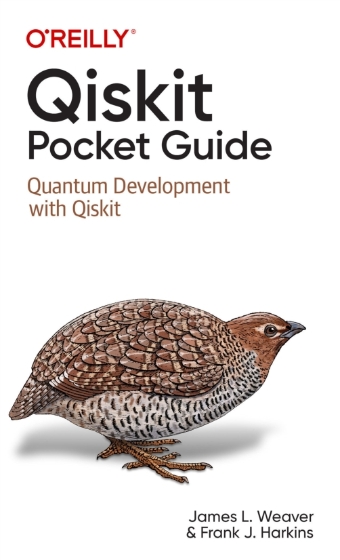 O'REILLY®
Qiskit
Pocket Guide
Quantum Development
with Qiskit
James L. Weaver
& Frank J. Harkins